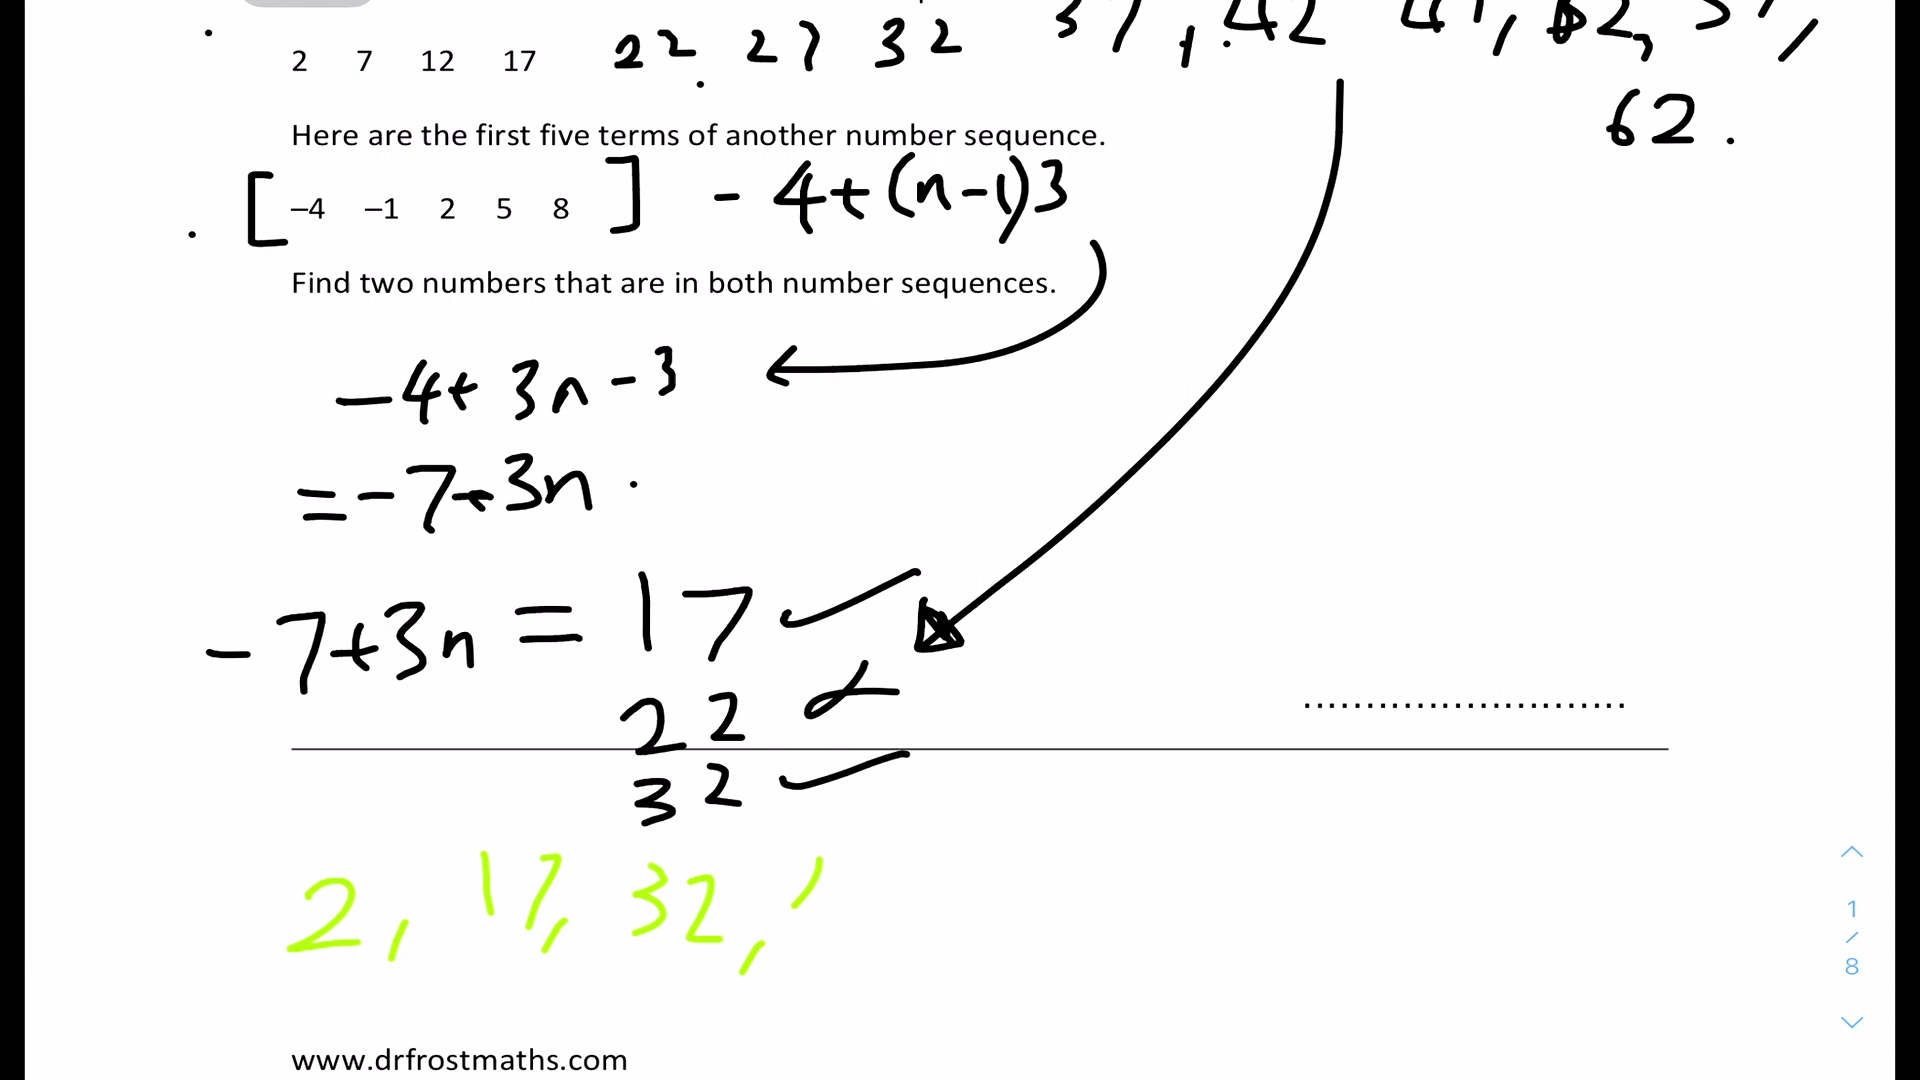 2 7 12 17 22 27 32 37, 42 47, 52, 57,
62.
Here are the first five terms of another number sequence.
[-4 -1 2 5 8] -4+(n-1)3
Find two numbers that are in both number sequences.
-4+3n-3
=-7+3n
-7+3n = 17 ✓
22
32 ✓
..........................
2, 17, 32,
1
/
8
www.drfrostmaths.com